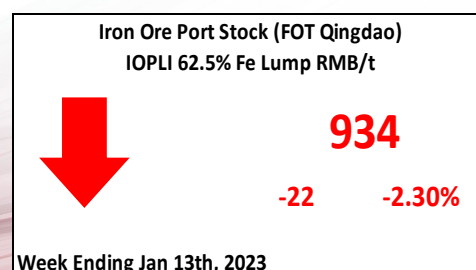 Iron Ore Port Stock (FOT Qingdao)
IOPLI 62.5% Fe Lump RMB/t
934
-22 -2.30%
Week Ending Jan 13th, 2023